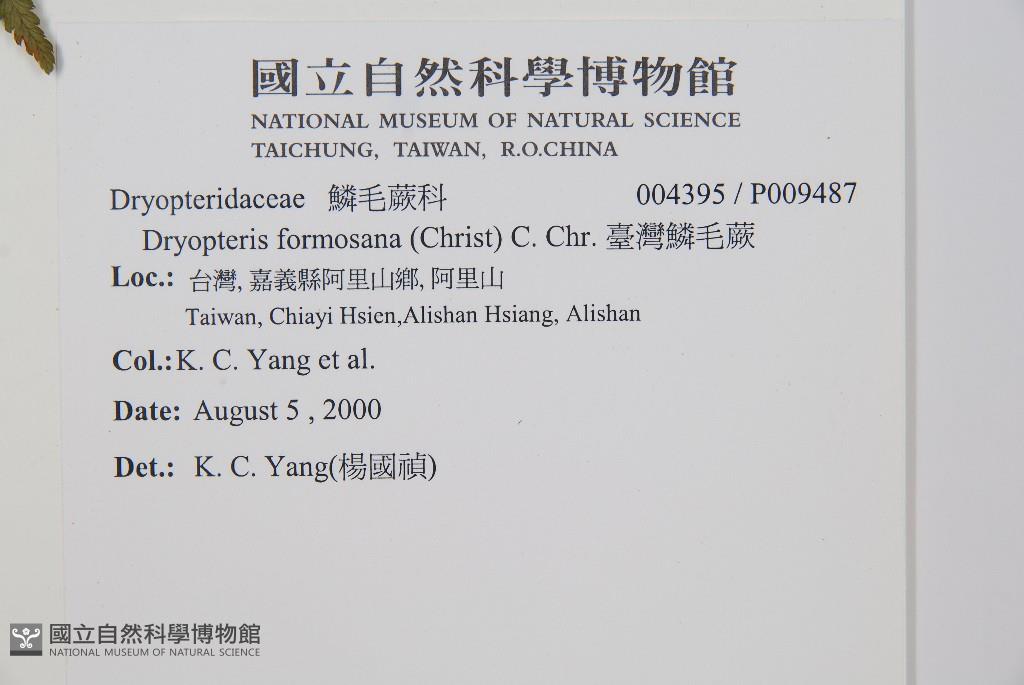 國立自然科學博物館
NATIONAL MUSEUM OF NATURAL SCIENCE
TAICHUNG, TAIWAN, R.O.CHINA
Dryopteridaceae 鱗毛蕨科 004395 / P009487
Dryopteris formosana (Christ) C. Chr. 臺灣鱗毛蕨
Loc.: 台灣, 嘉義縣阿里山鄉, 阿里山
Taiwan, Chiayi Hsien,Alishan Hsiang, Alishan
Col.: K. C. Yang et al.
Date: August 5 , 2000
Det.: K. C. Yang(楊國禎)
國立自然科學博物館
NATIONAL MUSEUM OF NATURAL SCIENCE